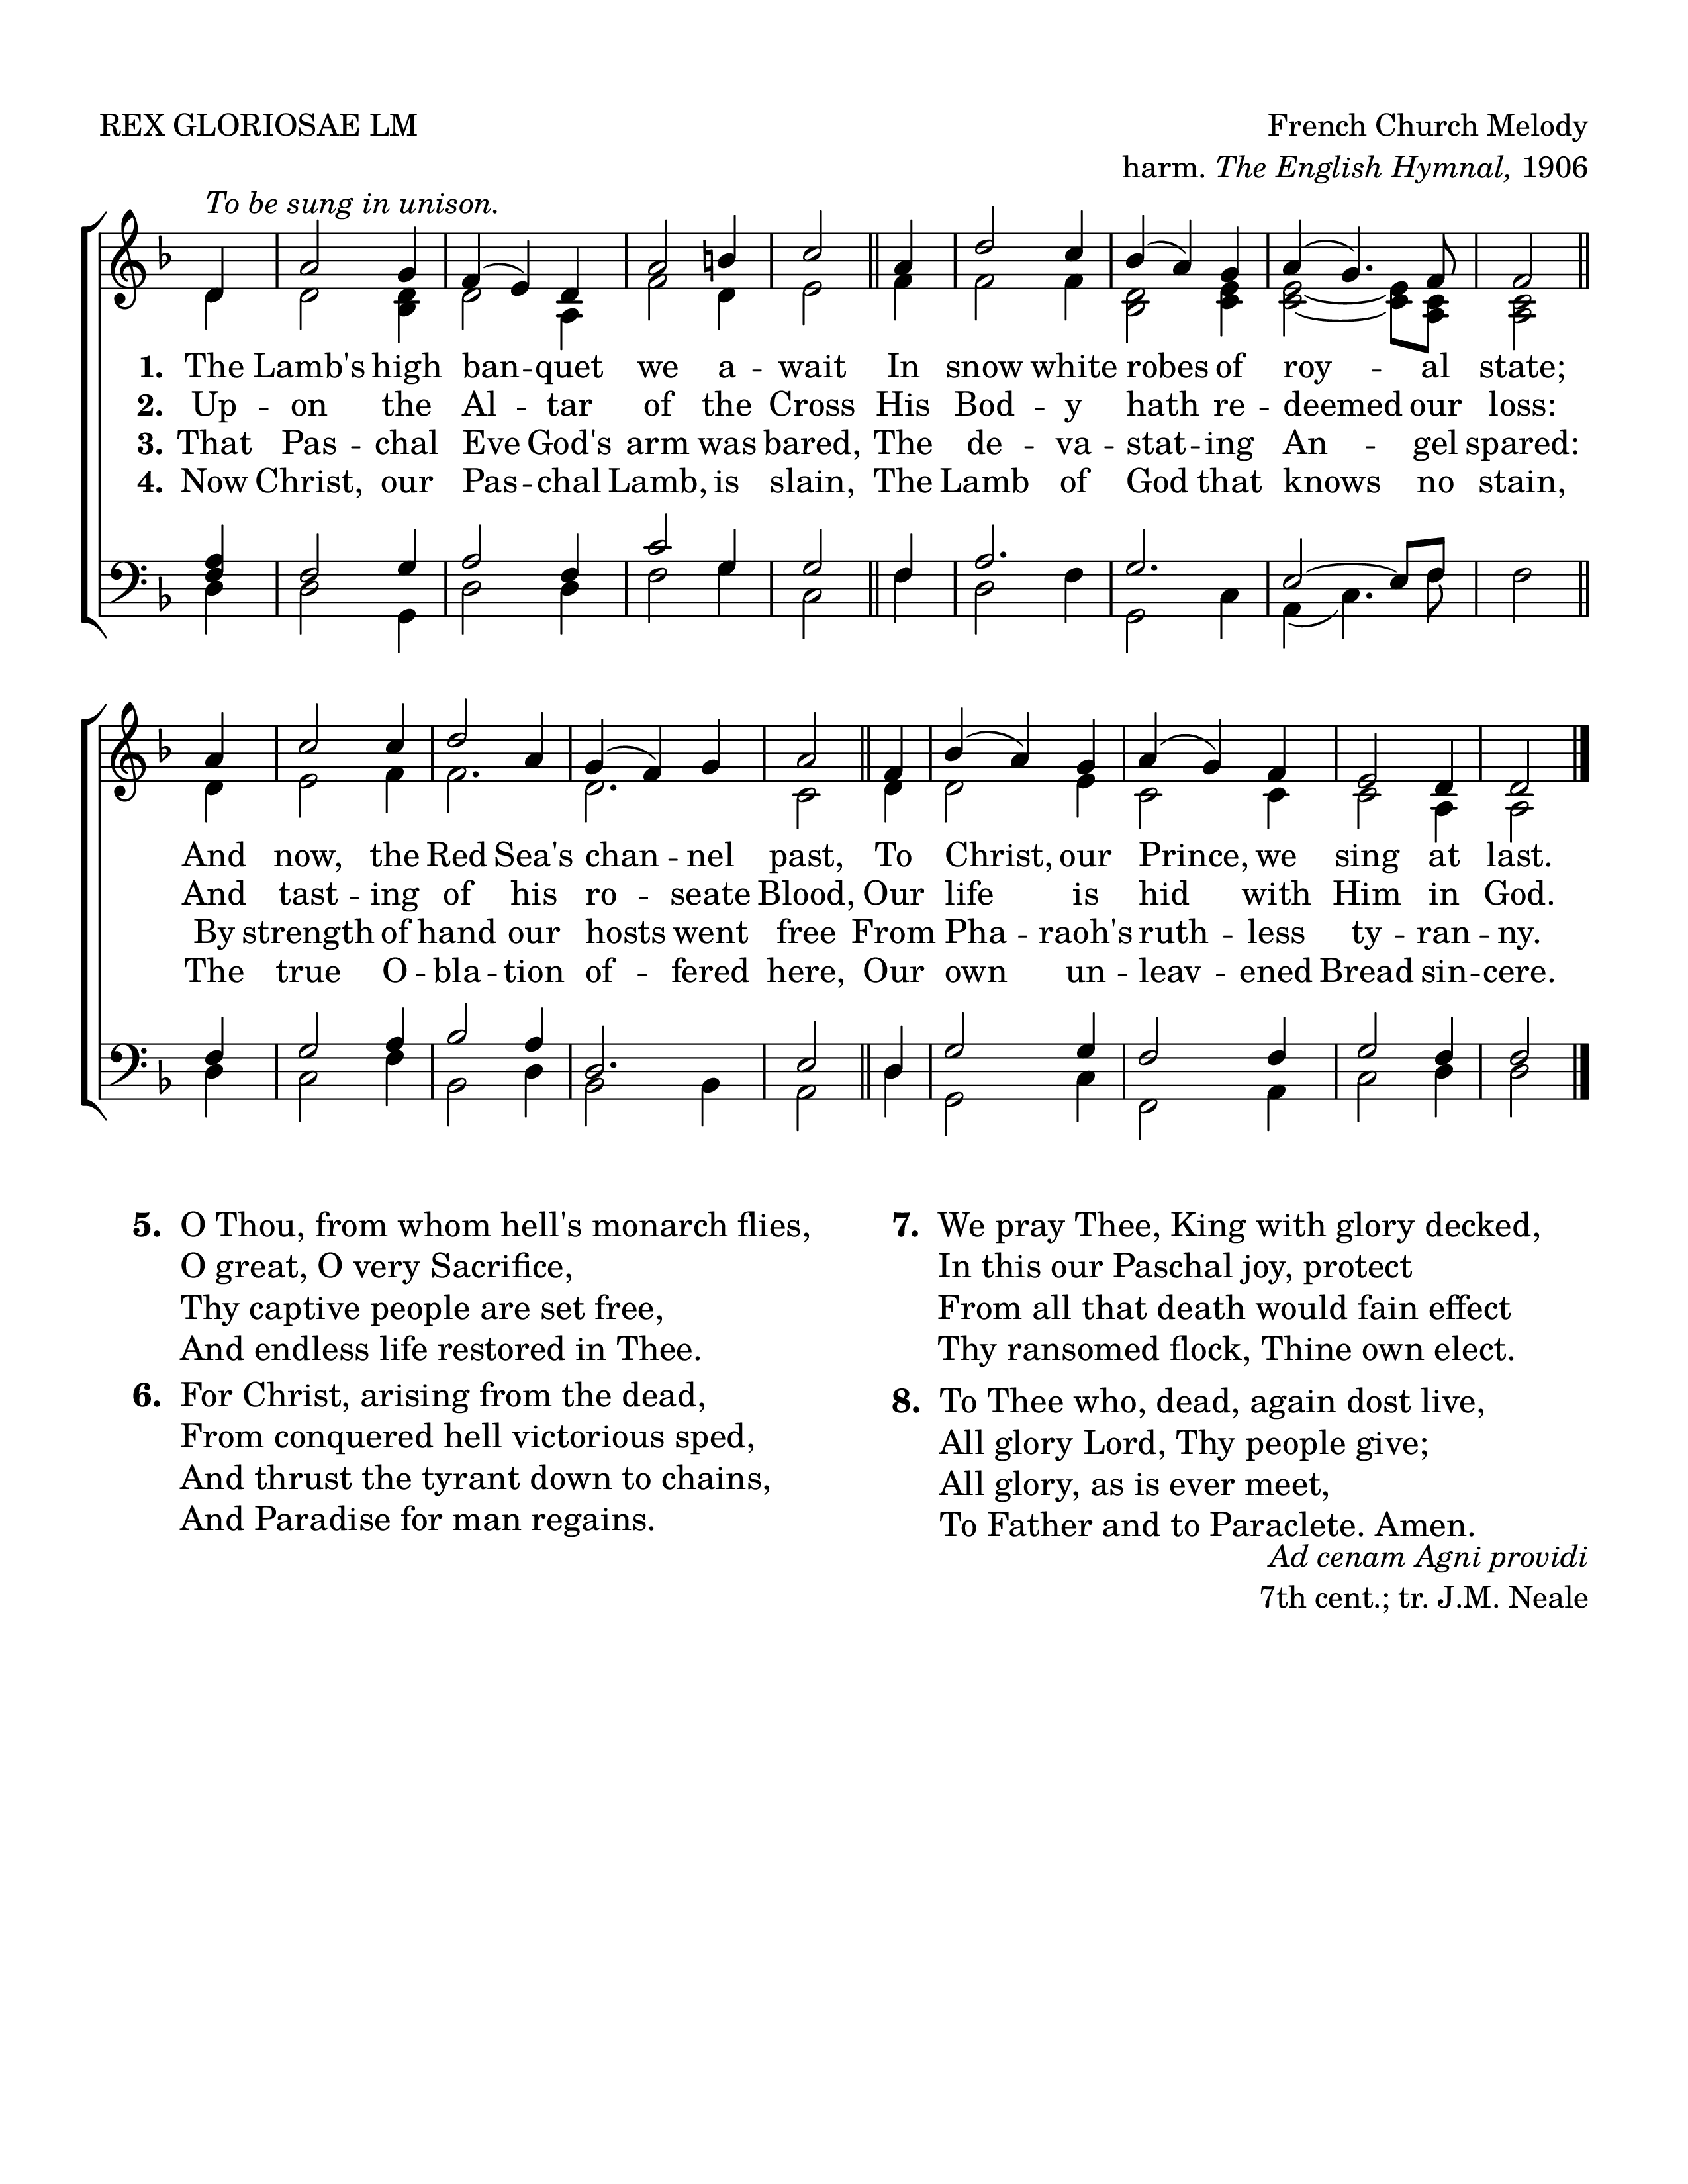 REX GLORIOSAE LM
French Church Melody
harm. The English Hymnal, 1906
To be sung in unison.
1. The Lamb's high ban -- quet we a -- wait In snow white robes of roy -- al state;
2. Up -- on the Al -- tar of the Cross His Bod -- y hath re -- deemed our loss:
3. That Pas -- chal Eve God's arm was bared, The de -- va -- stat -- ing An -- gel spared:
4. Now Christ, our Pas -- chal Lamb, is slain, The Lamb of God that knows no stain,
And now, the Red Sea's chan -- nel past, To Christ, our Prince, we sing at last.
And tast -- ing of his ro -- seate Blood, Our life is hid with Him in God.
By strength of hand our hosts went free From Pha -- raoh's ruth -- less ty -- ran -- ny.
The true O -- bla -- tion of -- fered here, Our own un -- leav -- ened Bread sin -- cere.
5. O Thou, from whom hell's monarch flies,
O great, O very Sacrifice,
Thy captive people are set free,
And endless life restored in Thee.
6. For Christ, arising from the dead,
From conquered hell victorious sped,
And thrust the tyrant down to chains,
And Paradise for man regains.
7. We pray Thee, King with glory decked,
In this our Paschal joy, protect
From all that death would fain effect
Thy ransomed flock, Thine own elect.
8. To Thee who, dead, again dost live,
All glory Lord, Thy people give;
All glory, as is ever meet,
To Father and to Paraclete. Amen.
Ad cenam Agni providi
7th cent.; tr. J.M. Neale